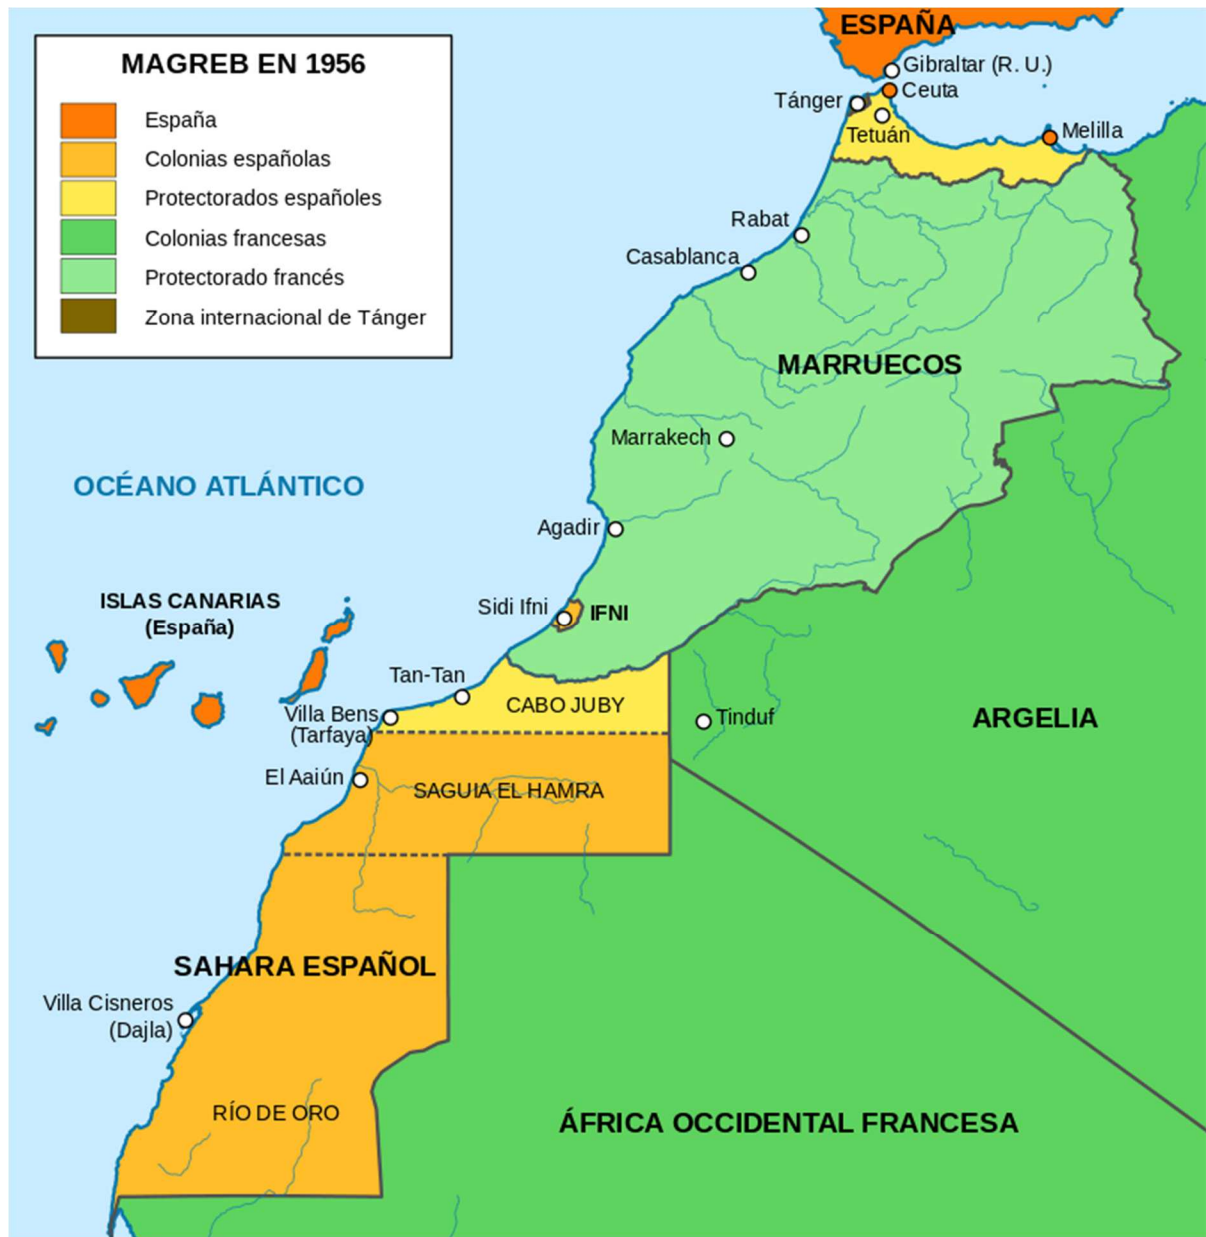 MAGREB EN 1956
España
Colonias españolas
Protectorados españoles
Colonias francesas
Protectorado francés
Zona internacional de Tánger
ESPAÑA
Gibraltar (R. U.)
Ceuta
Tánger
Tetuán
Melilla
Rabat
Casablanca
MARRUECOS
Marrakech
OCÉANO ATLÁNTICO
Agadir
ISLAS CANARIAS
(España)
Sidi Ifni
IFNI
Tan-Tan
CABO JUBY
Villa Bens
(Tarfaya)
Tinduf
ARGELIA
El Aaiún
SAGUIA EL HAMRA
SAHARA ESPAÑOL
Villa Cisneros
(Dajla)
RÍO DE ORO
ÁFRICA OCCIDENTAL FRANCESA